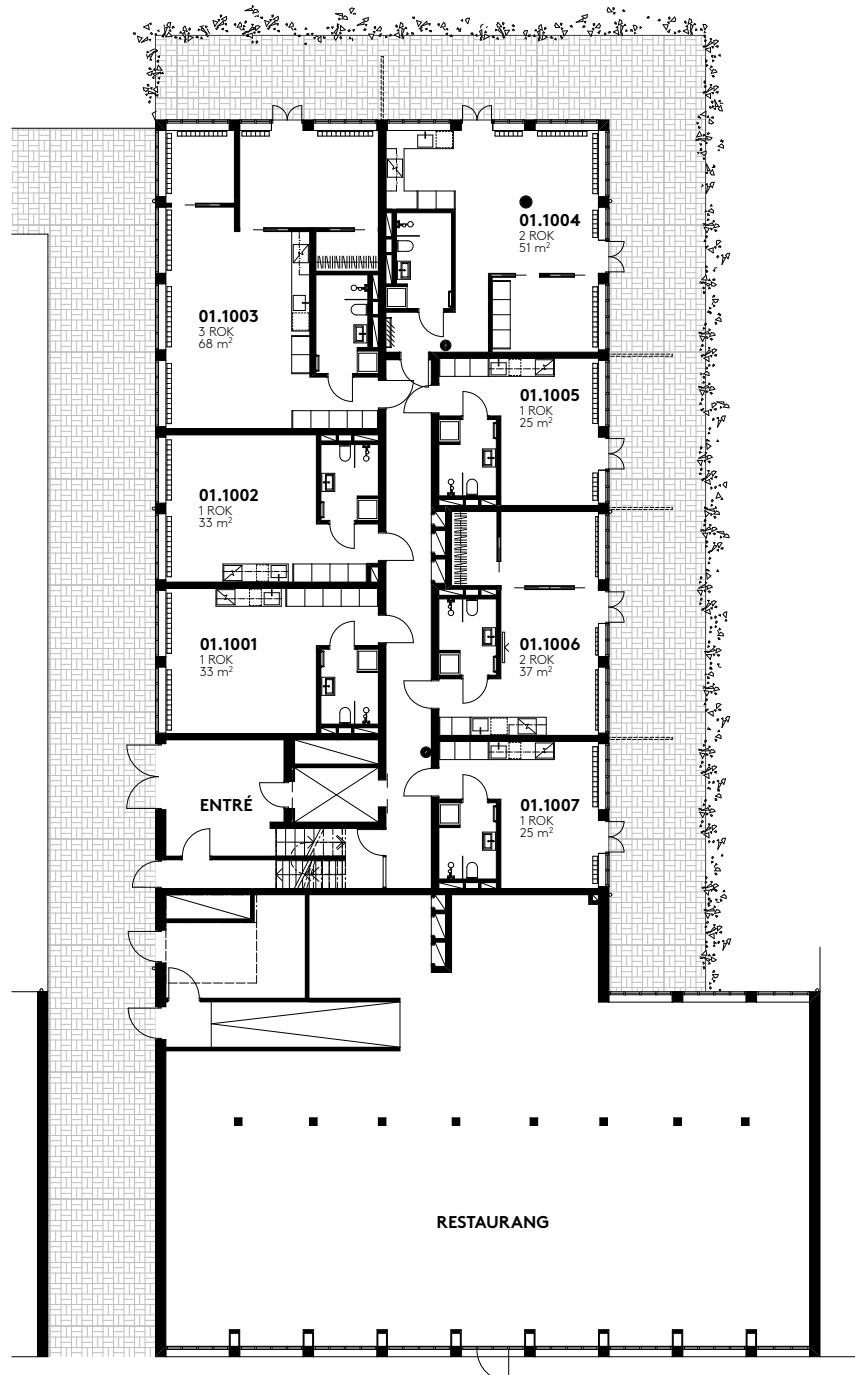 01.1004
2 ROK
51 m²
01.1003
3 ROK
68 m²
01.1005
1 ROK
25 m²
01.1002
1 ROK
33 m²
01.1001
1 ROK
33 m²
01.1006
2 ROK
37 m²
ENTRÉ
01.1007
1 ROK
25 m²
RESTAURANG